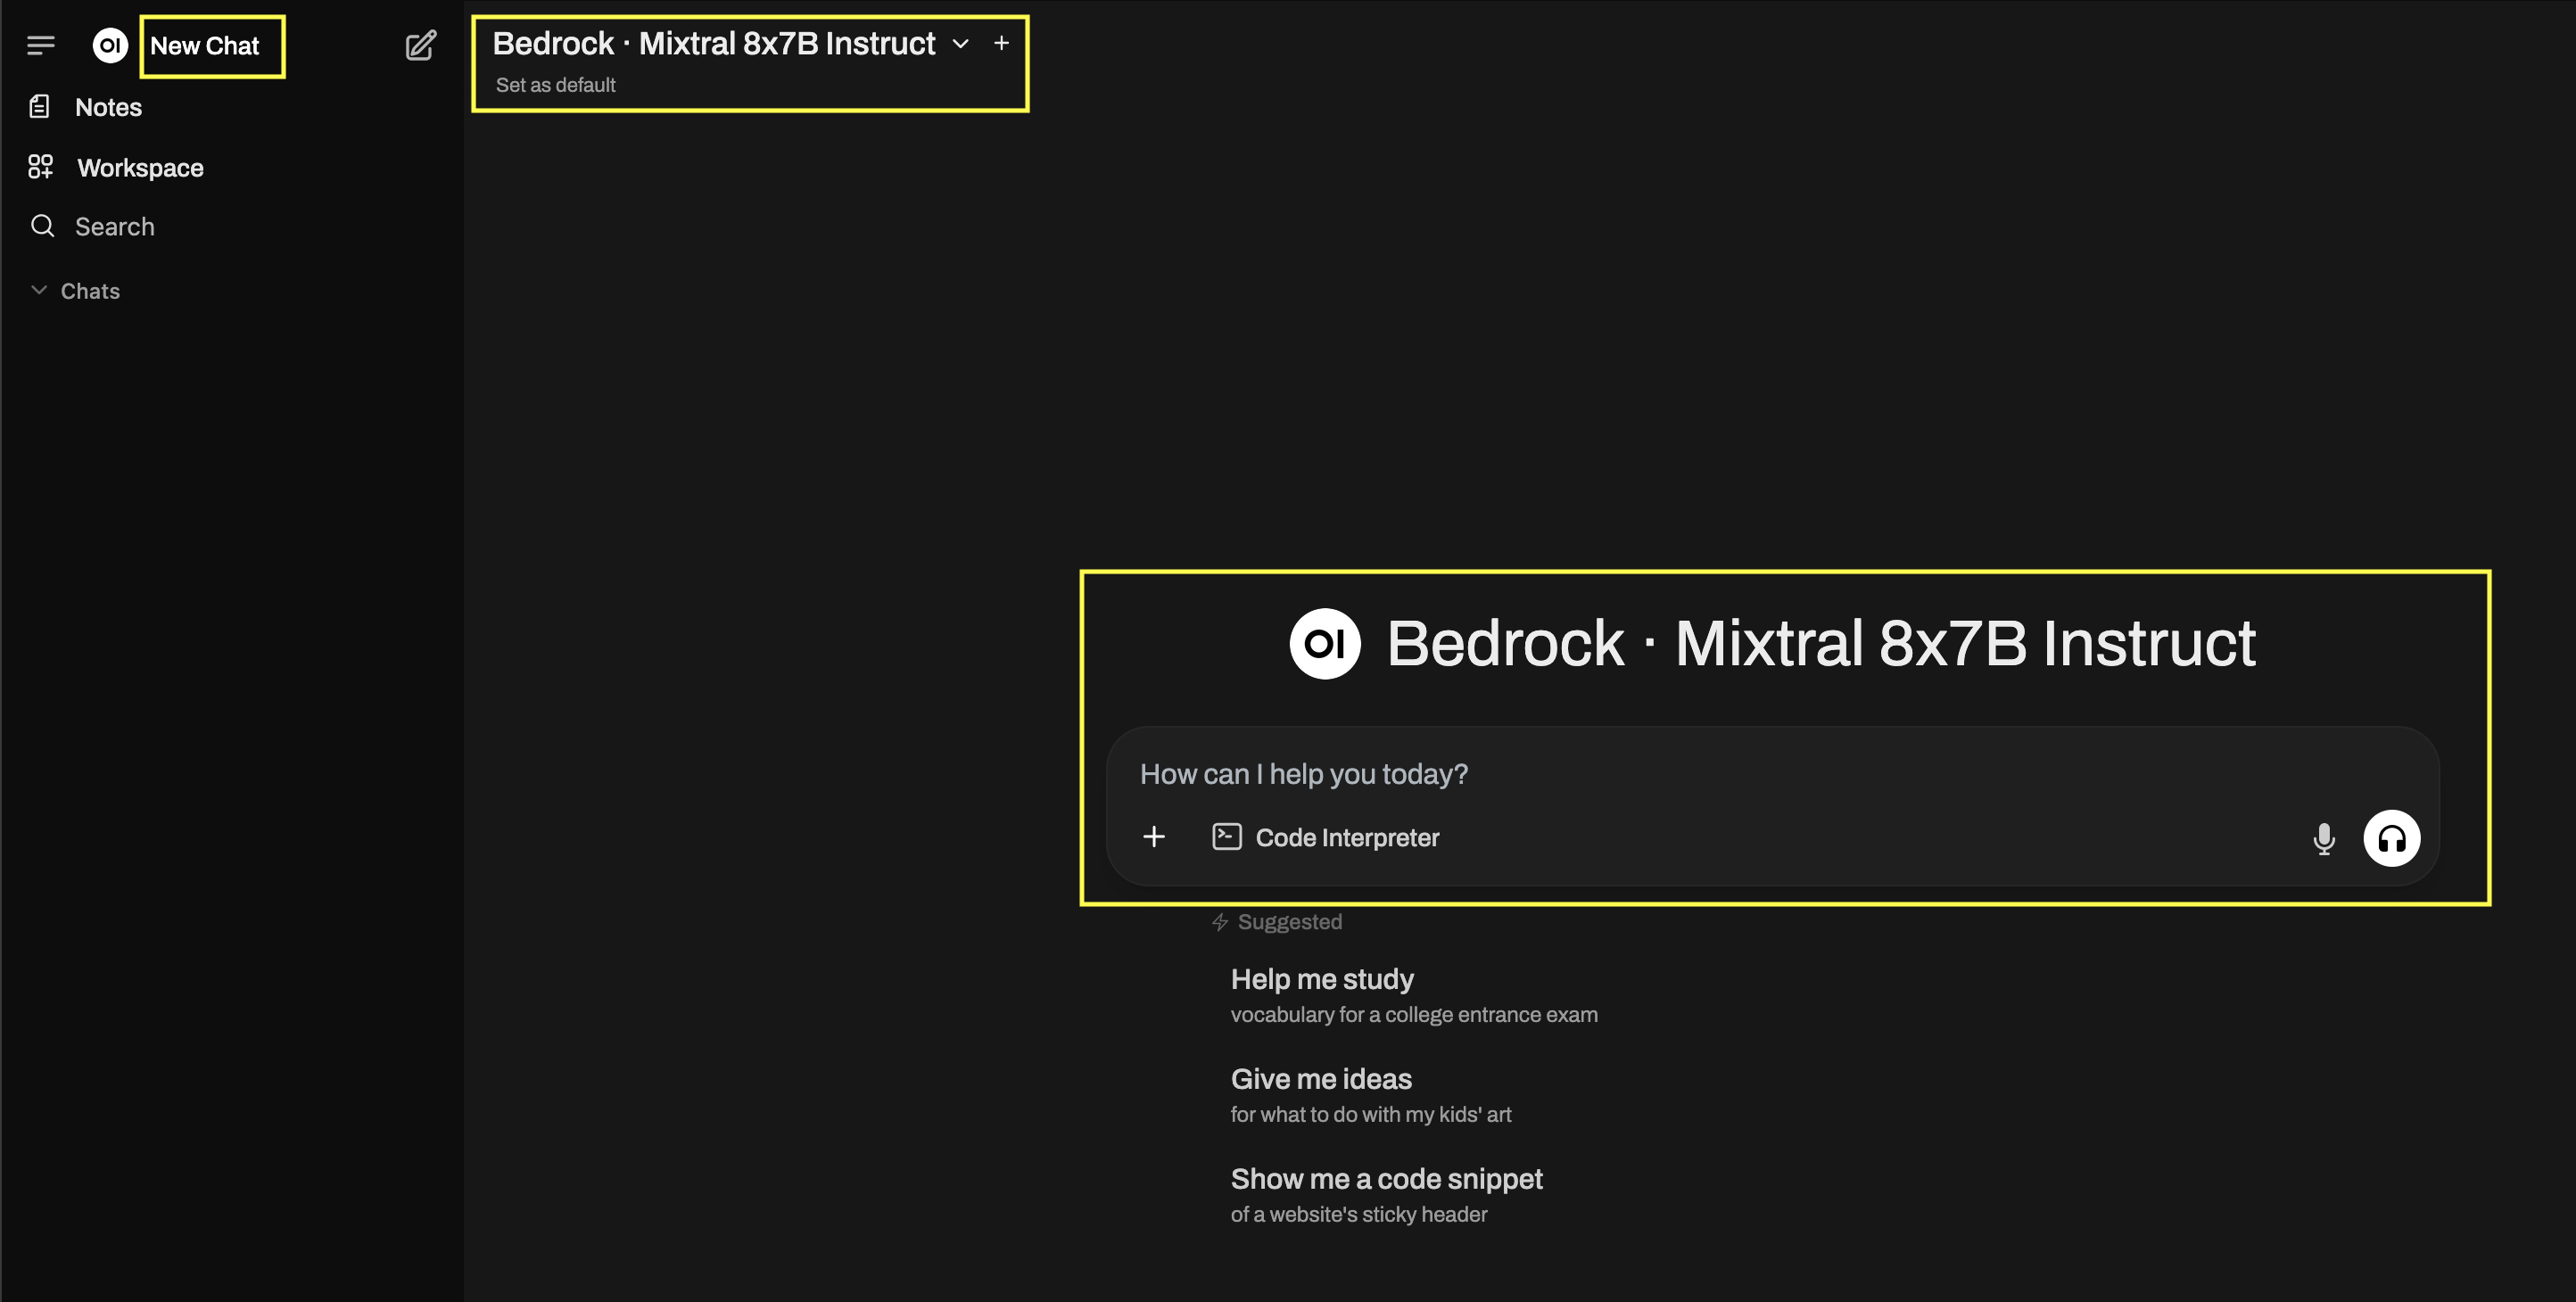 OI New Chat
Notes
Workspace
Search
Chats
Bedrock · Mixtral 8x7B Instruct
Set as default
OI Bedrock · Mixtral 8x7B Instruct
How can I help you today?
Code Interpreter
Suggested
Help me study
vocabulary for a college entrance exam
Give me ideas
for what to do with my kids' art
Show me a code snippet
of a website's sticky header